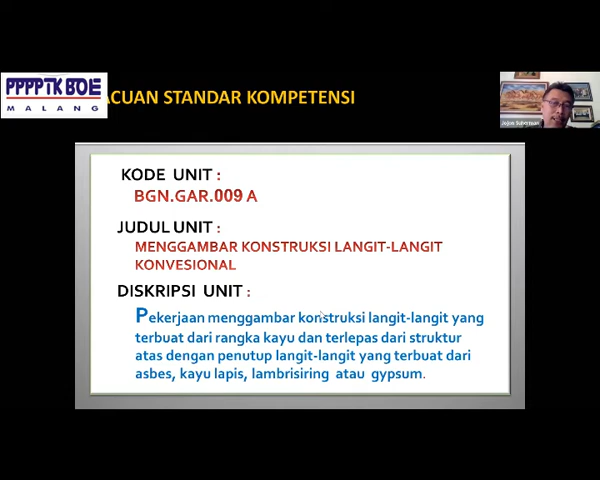 PPPPTK BOE
MALANG
ACUAN STANDAR KOMPETENSI
KODE UNIT :
BGN.GAR.009 A
JUDUL UNIT :
MENGGAMBAR KONSTRUKSI LANGIT-LANGIT
KONVESIONAL
DISKRIPSI UNIT :
Pekerjaan menggambar konstruksi langit-langit yang
terbuat dari rangka kayu dan terlepas dari struktur
atas dengan penutup langit-langit yang terbuat dari
asbes, kayu lapis, lambrisiring atau gypsum.